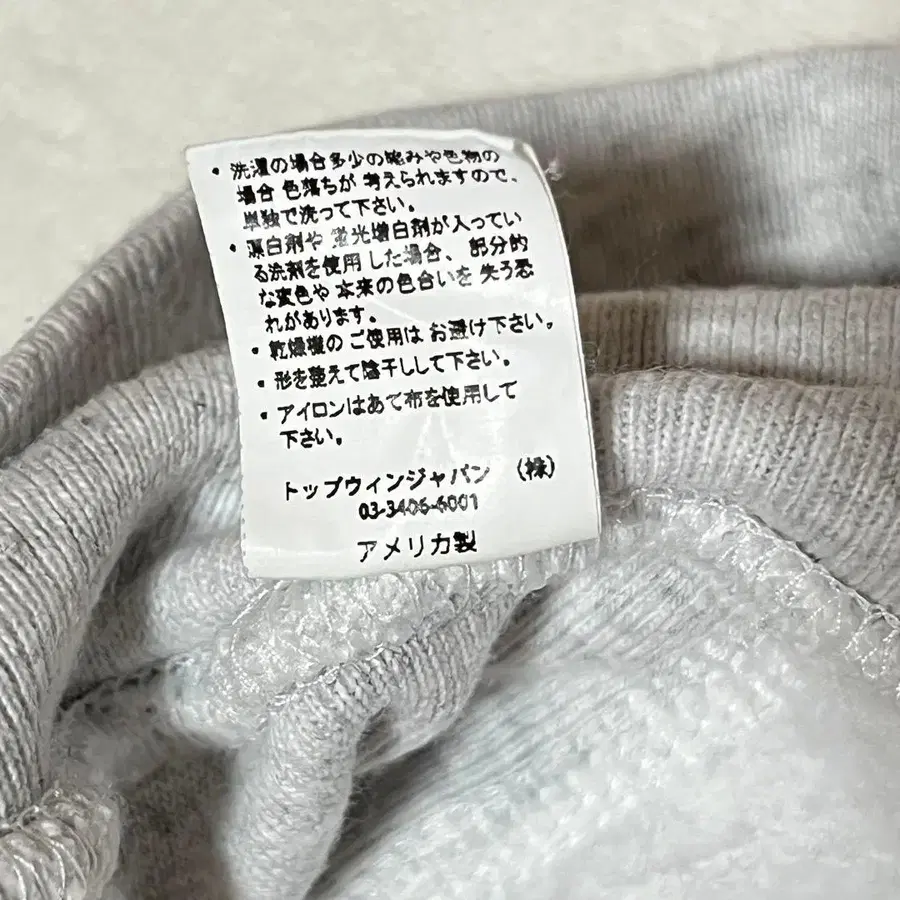 ・洗濯の場合多少の縮みや色物の
場合 色落ちが 考えられますので、
単独で洗って下さい。
・漂白剤や 蛍光増白剤が入ってい
る洗剤を使用した場合、部分的
な変色や 本来の色合いを 失う恐
れがあります。
・乾燥機の ご使用は お避け下さい。
・形を整えて陰干しして下さい。
・アイロンはあて布を使用して
下さい。
トップウィンジャパン (株)
03-3406-6001
アメリカ製